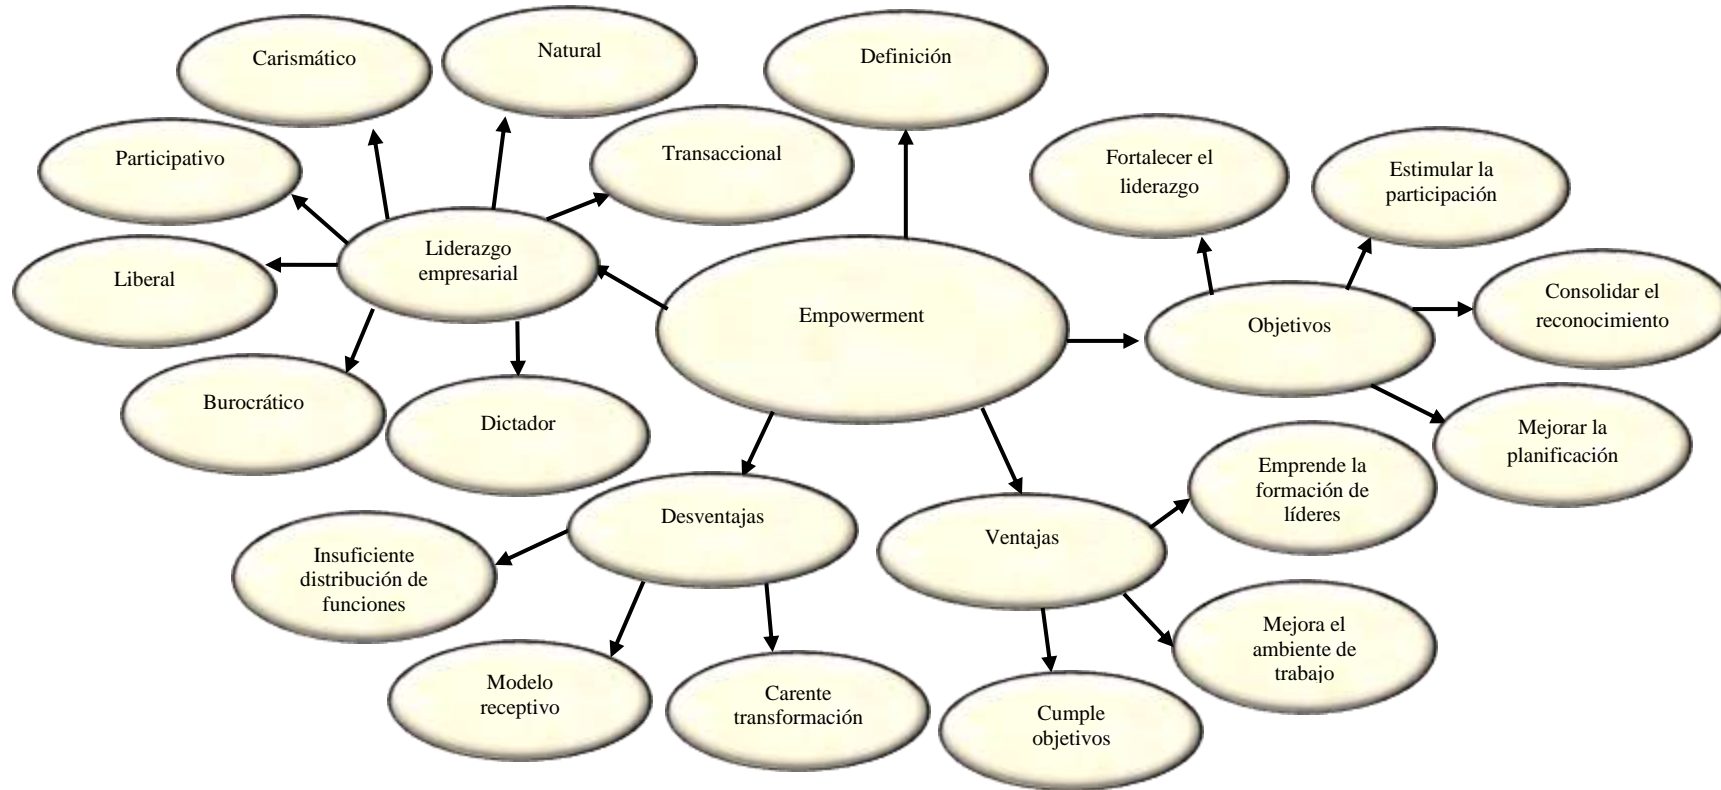 Carismático
Natural
Definición
Participativo
Transaccional
Fortalecer el
liderazgo
Estimular la
participación
Liberal
Liderazgo
empresarial
Empowerment
Objetivos
Consolidar el
reconocimiento
Burocrático
Dictador
Mejorar la
planificación
Desventajas
Ventajas
Emprende la
formación de
líderes
Insuficiente
distribución de
funciones
Modelo
receptivo
Carente
transformación
Cumple
objetivos
Mejora el
ambiente de
trabajo